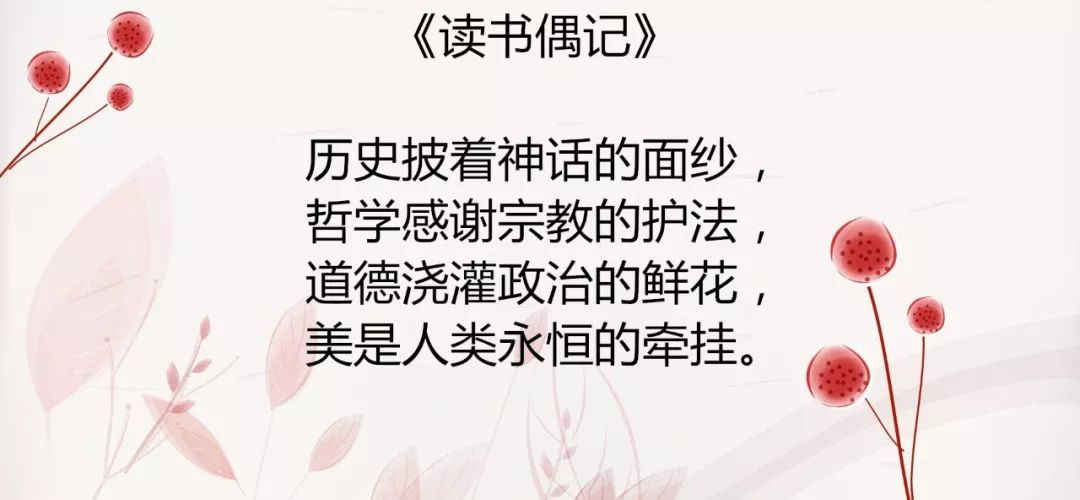 《读书偶记》
历史披着神话的面纱，
哲学感谢宗教的护法，
道德浇灌政治的鲜花，
美是人类永恒的牵挂。